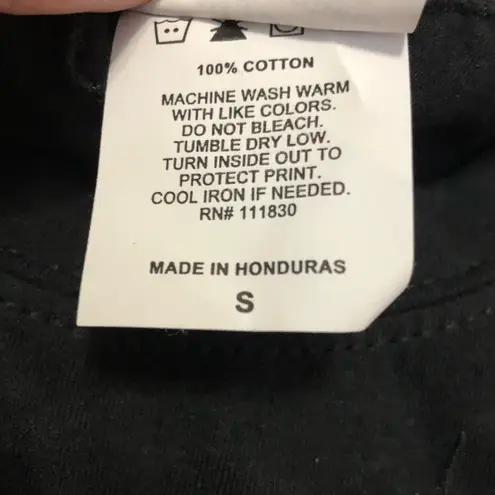 100% COTTON
MACHINE WASH WARM
WITH LIKE COLORS.
DO NOT BLEACH.
TUMBLE DRY LOW.
TURN INSIDE OUT TO
PROTECT PRINT.
COOL IRON IF NEEDED.
RN# 111830
MADE IN HONDURAS
S